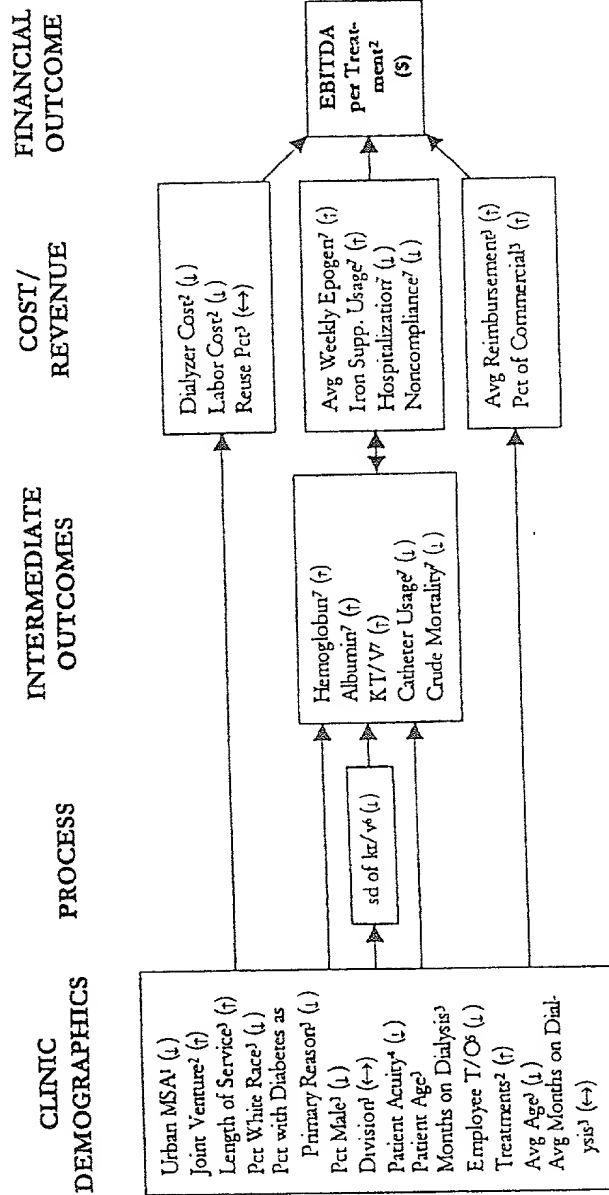 CLINIC
DEMOGRAPHICS
Urban MSA¹ (↓)
Joint Venture² (↑)
Length of Service³ (↑)
Pct White Race³ (↓)
Pct with Diabetes as
Primary Reason³ (↓)
Pct Male³ (↓)
Division¹ (↔)
Patient Acuity⁴ (↓)
Patient Age³
Months on Dialysis³
Employee T/O⁵ (↓)
Treatments² (↑)
Avg Age³ (↓)
Avg Months on Dial-
ysis³ (↔)
PROCESS
sd of kt/v⁶ (↓)
INTERMEDIATE
OUTCOMES
Hemoglobin⁷ (↑)
Albumin⁷ (↑)
KT/V⁷ (↑)
Catheter Usage⁷ (↓)
Crude Mortality⁷ (↓)
COST/
REVENUE
Dialyzer Cost² (↓)
Labor Cost² (↓)
Reuse Pct³ (↔)
Avg Weekly Epogen⁷ (↑)
Iron Supp. Usage⁷ (↑)
Hospitalization⁷ (↓)
Noncompliance⁷ (↓)
Avg Reimbursement³ (↑)
Pct of Commercial³ (↑)
FINANCIAL
OUTCOME
EBITDA
per Treat-
ment²
($)